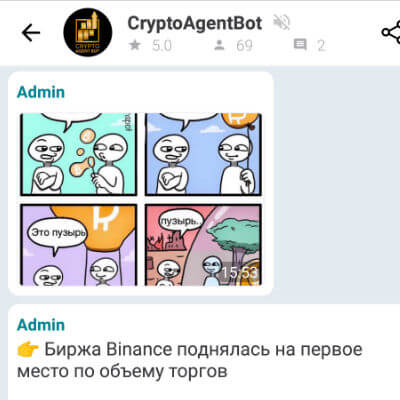 CryptoAgentBot
5.0
69
2
CRYPTO
AGENT BOT
Admin
Это пузырь
пузырь.
15:53
Admin
👉 Биржа Binance поднялась на первое
место по объему торгов